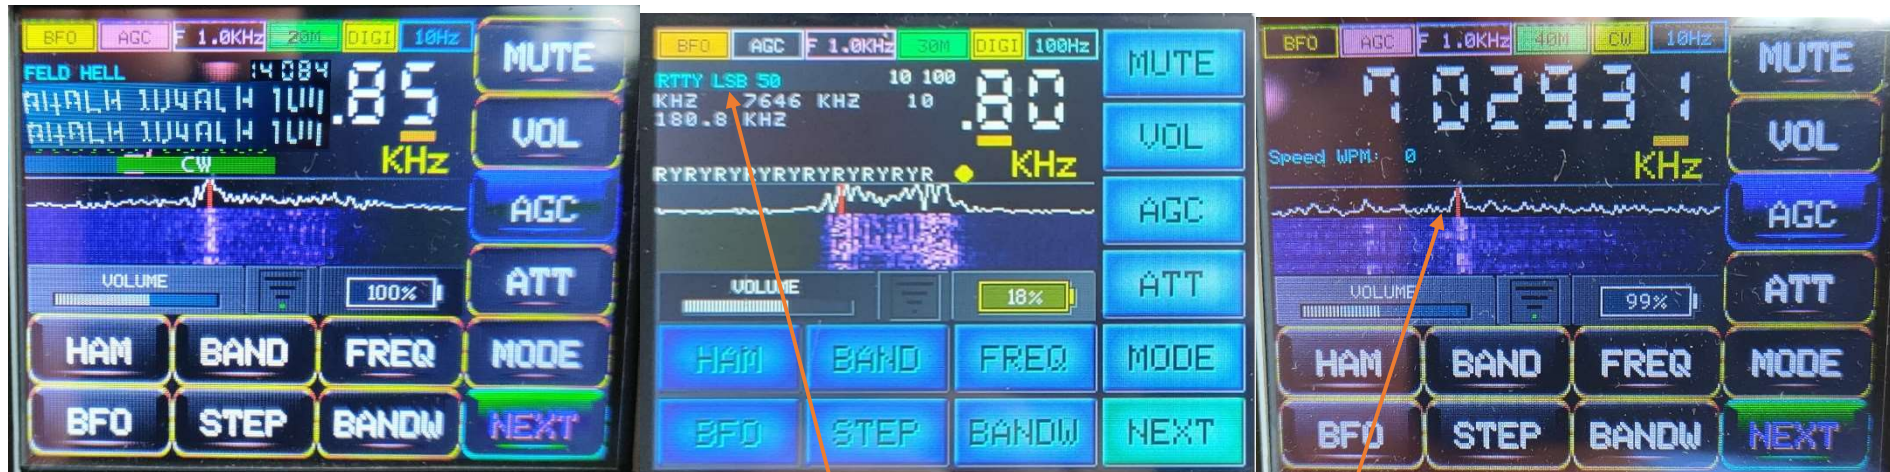 BFO AGC F 1.0KHz 20M DIGI 10Hz MUTE
FELD HELL 14084
.85
VOL
CW KHz
AGC
VOLUME 100% ATT
HAM BAND FREQ MODE
BFO STEP BANDW NEXT
BFO AGC F 1.0KHz 30M DIGI 100Hz MUTE
RTTY LSB 50 10 100 .80
KHZ 7646 KHZ 10
180.8 KHZ
VOL
KHz
RYRYRYRYRYRYRYRYRYR
AGC
VOLUME 18% ATT
HAM BAND FREQ MODE
BFO STEP BANDW NEXT
BFO AGC F 1.0KHz 40M CW 10Hz MUTE
7029.31
VOL
Speed WPM: 0 KHz
AGC
VOLUME 99% ATT
HAM BAND FREQ MODE
BFO STEP BANDW NEXT